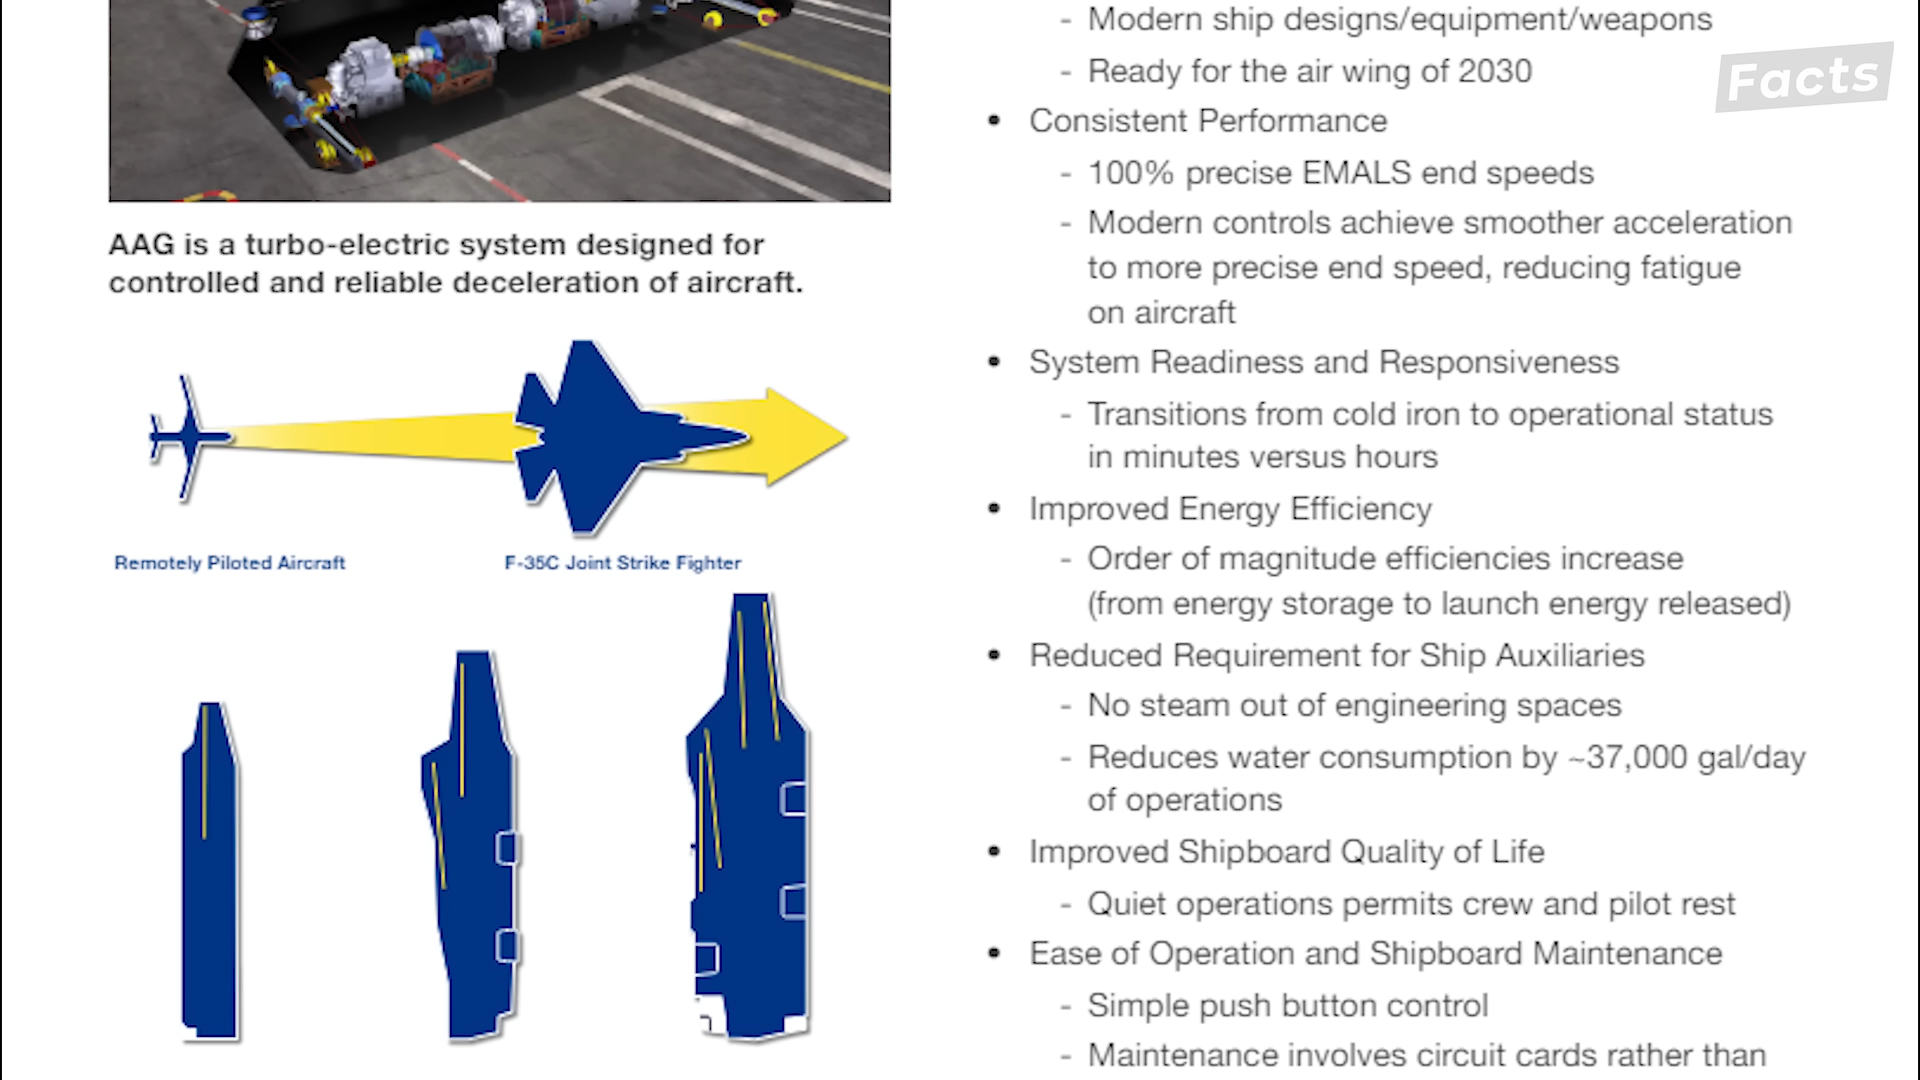 AAG is a turbo-electric system designed for
controlled and reliable deceleration of aircraft.
Remotely Piloted Aircraft
F-35C Joint Strike Fighter
- Modern ship designs/equipment/weapons
- Ready for the air wing of 2030
• Consistent Performance
- 100% precise EMALS end speeds
- Modern controls achieve smoother acceleration
to more precise end speed, reducing fatigue
on aircraft
• System Readiness and Responsiveness
- Transitions from cold iron to operational status
in minutes versus hours
• Improved Energy Efficiency
- Order of magnitude efficiencies increase
(from energy storage to launch energy released)
• Reduced Requirement for Ship Auxiliaries
- No steam out of engineering spaces
- Reduces water consumption by ~37,000 gal/day
of operations
• Improved Shipboard Quality of Life
- Quiet operations permits crew and pilot rest
• Ease of Operation and Shipboard Maintenance
- Simple push button control
- Maintenance involves circuit cards rather than
Facts